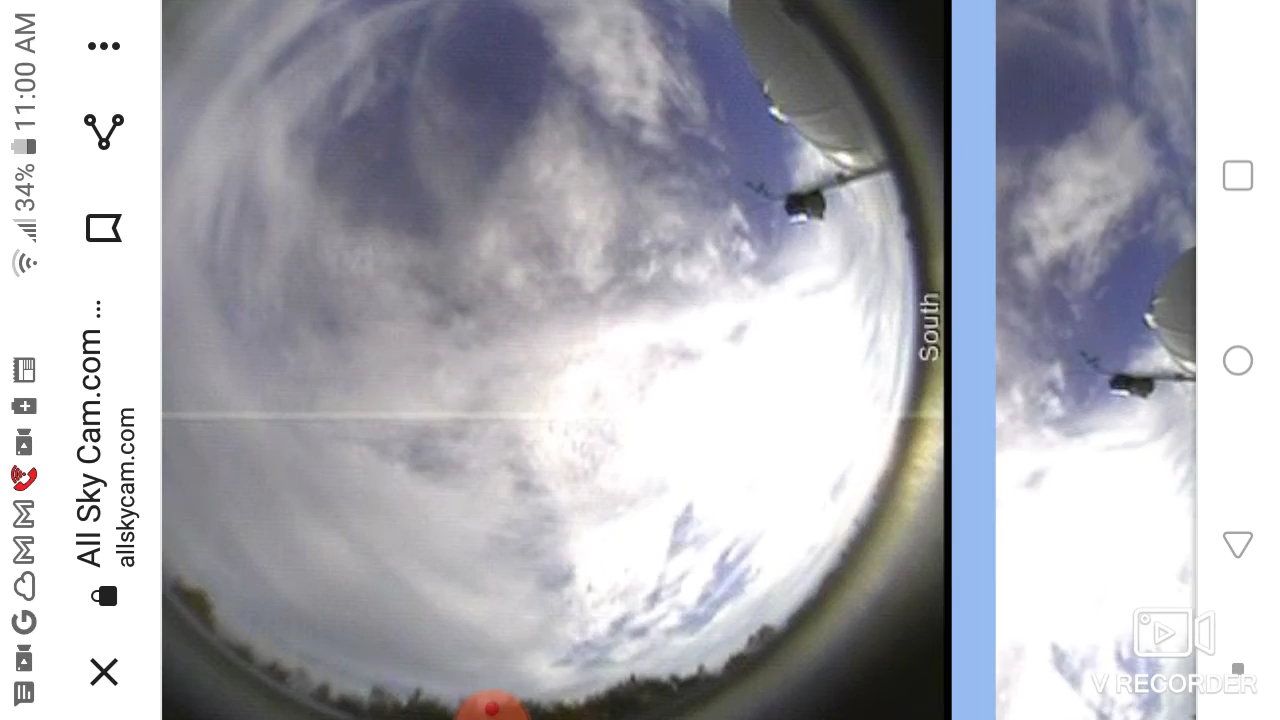 34% 11:00 AM
All Sky Cam.com ...
allskycam.com
South
V RECORDER